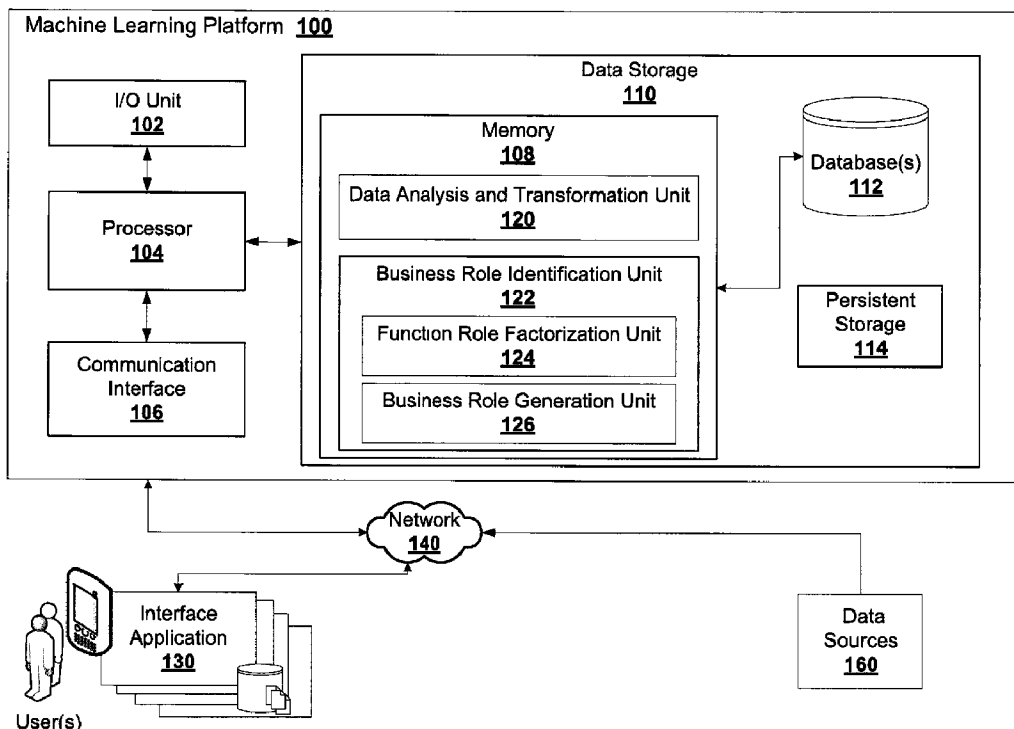 Machine Learning Platform 100
I/O Unit
102
Processor
104
Communication
Interface
106
Data Storage
110
Memory
108
Data Analysis and Transformation Unit
120
Business Role Identification Unit
122
Function Role Factorization Unit
124
Business Role Generation Unit
126
Database(s)
112
Persistent
Storage
114
Network
140
Interface
Application
130
User(s)
Data
Sources
160